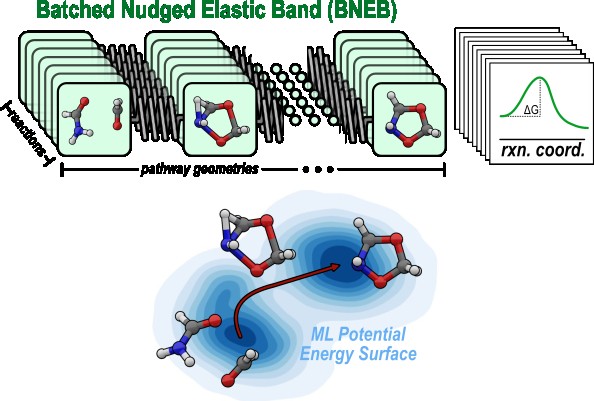 Batched Nudged Elastic Band (BNEB)
reactions
pathway geometries
ΔG
rxn. coord.
ML Potential
Energy Surface